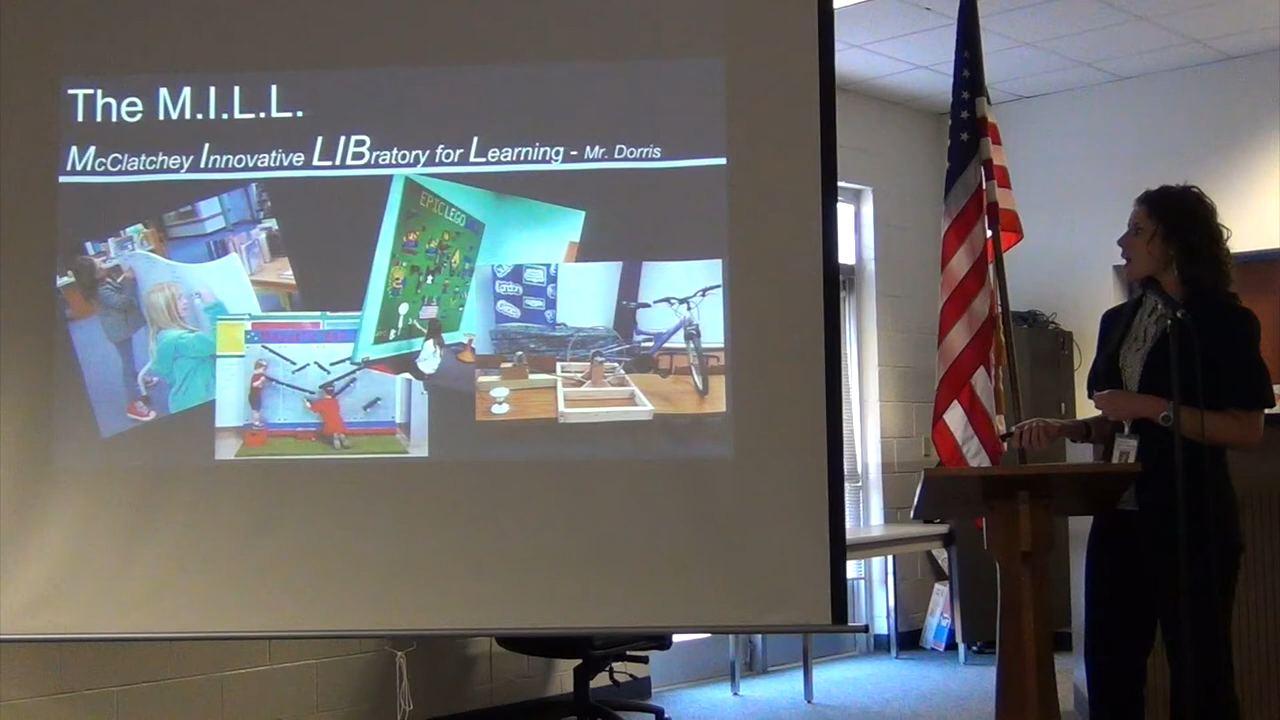 The M.I.L.L.
McClatchey Innovative LIBratory for Learning - Mr. Dorris
EPIC LEGO